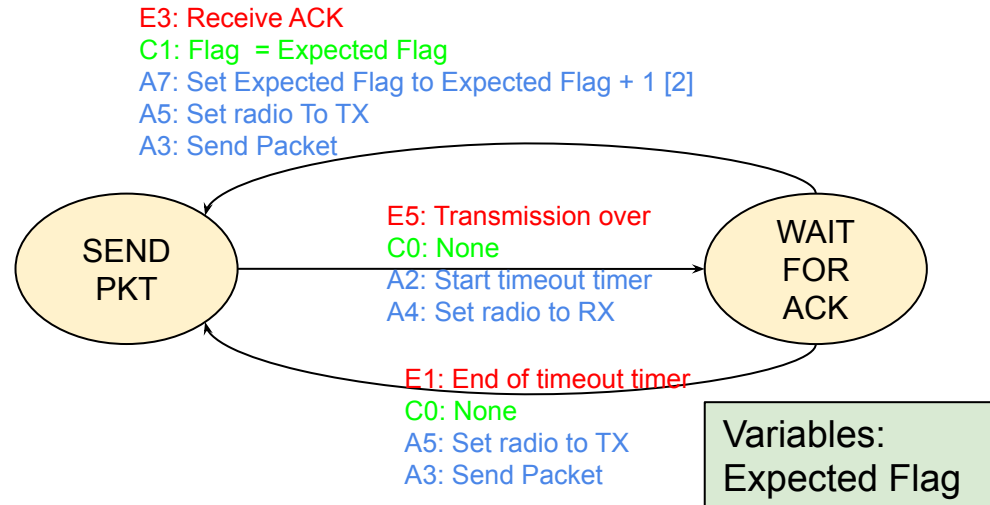 E3: Receive ACK
C1: Flag = Expected Flag
A7: Set Expected Flag to Expected Flag + 1 [2]
A5: Set radio To TX
A3: Send Packet
SEND
PKT
E5: Transmission over
C0: None
A2: Start timeout timer
A4: Set radio to RX
WAIT
FOR
ACK
E1: End of timeout timer
C0: None
A5: Set radio to TX
A3: Send Packet
Variables:
Expected Flag